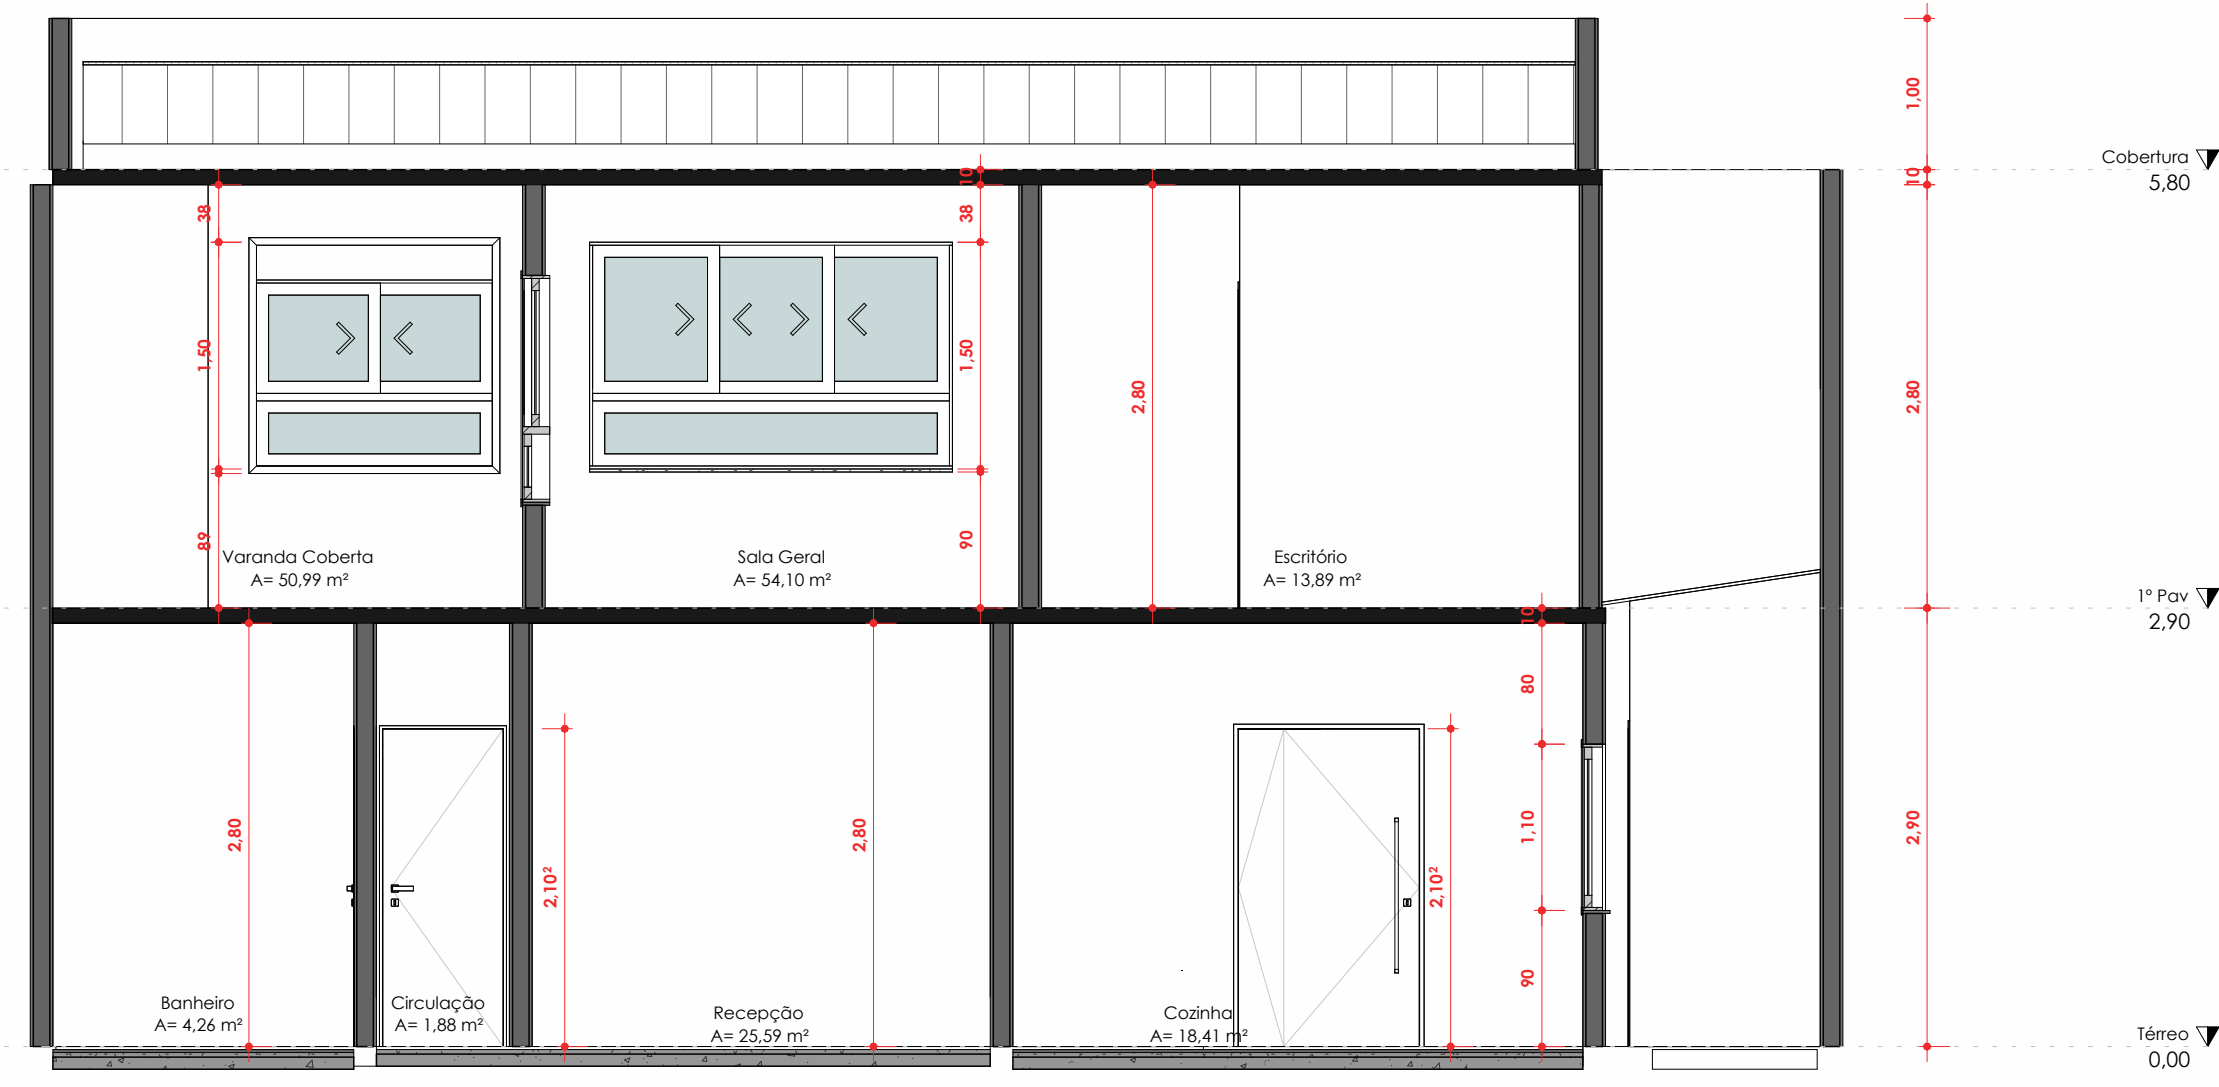 1,00
Cobertura
5,80
10
10
38
38
1,50
1,50
2,80
2,80
89
90
Varanda Coberta
A= 50,99 m²
Sala Geral
A= 54,10 m²
Escritório
A= 13,89 m²
1º Pav
2,90
10
80
2,80
2,80
1,10
2,90
2,10²
2,10²
90
Banheiro
A= 4,26 m²
Circulação
A= 1,88 m²
Recepção
A= 25,59 m²
Cozinha
A= 18,41 m²
Térreo
0,00